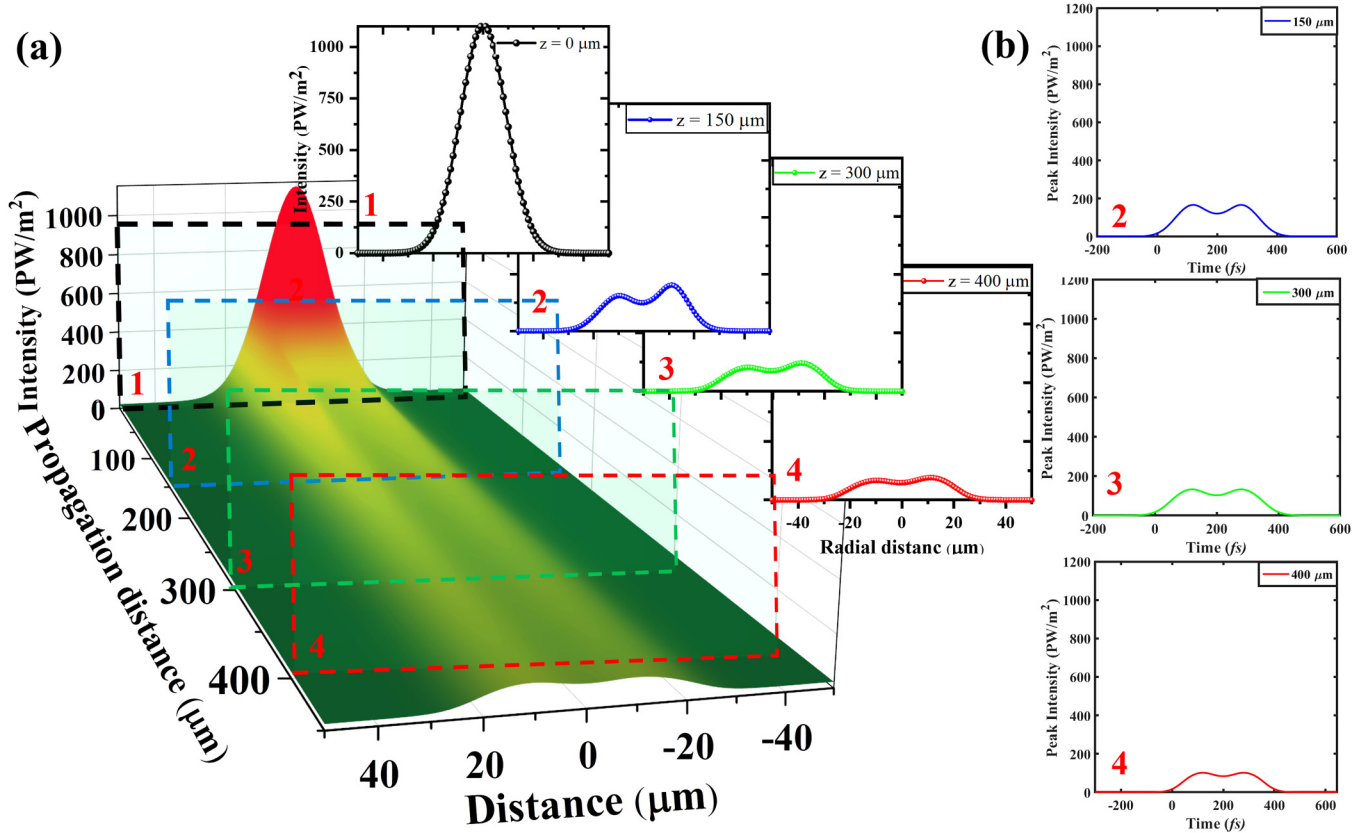 (a)
Intensity (PW/m²)
1000
750
500
250
0
z = 0 μm
1
z = 150 μm
2
z = 300 μm
3
z = 400 μm
4
-40 -20 0 20 40
Radial distanc (μm)
Intensity (PW/m²)
1000
800
600
400
200
0
1
2
2
3
4
100
200
300
400
Propagation distance (μm)
40 20 0 -20 -40
Distance (μm)
(b)
Peak Intensity (PW/m²)
1200
1000
800
600
400
200
0
150 μm
2
-200 0 200 400 600
Time (fs)
Peak Intensity (PW/m²)
1200
1000
800
600
400
200
0
300 μm
3
-200 0 200 400 600
Time (fs)
Peak Intensity (PW/m²)
1200
1000
800
600
400
200
0
400 μm
4
-200 0 200 400 600
Time (fs)